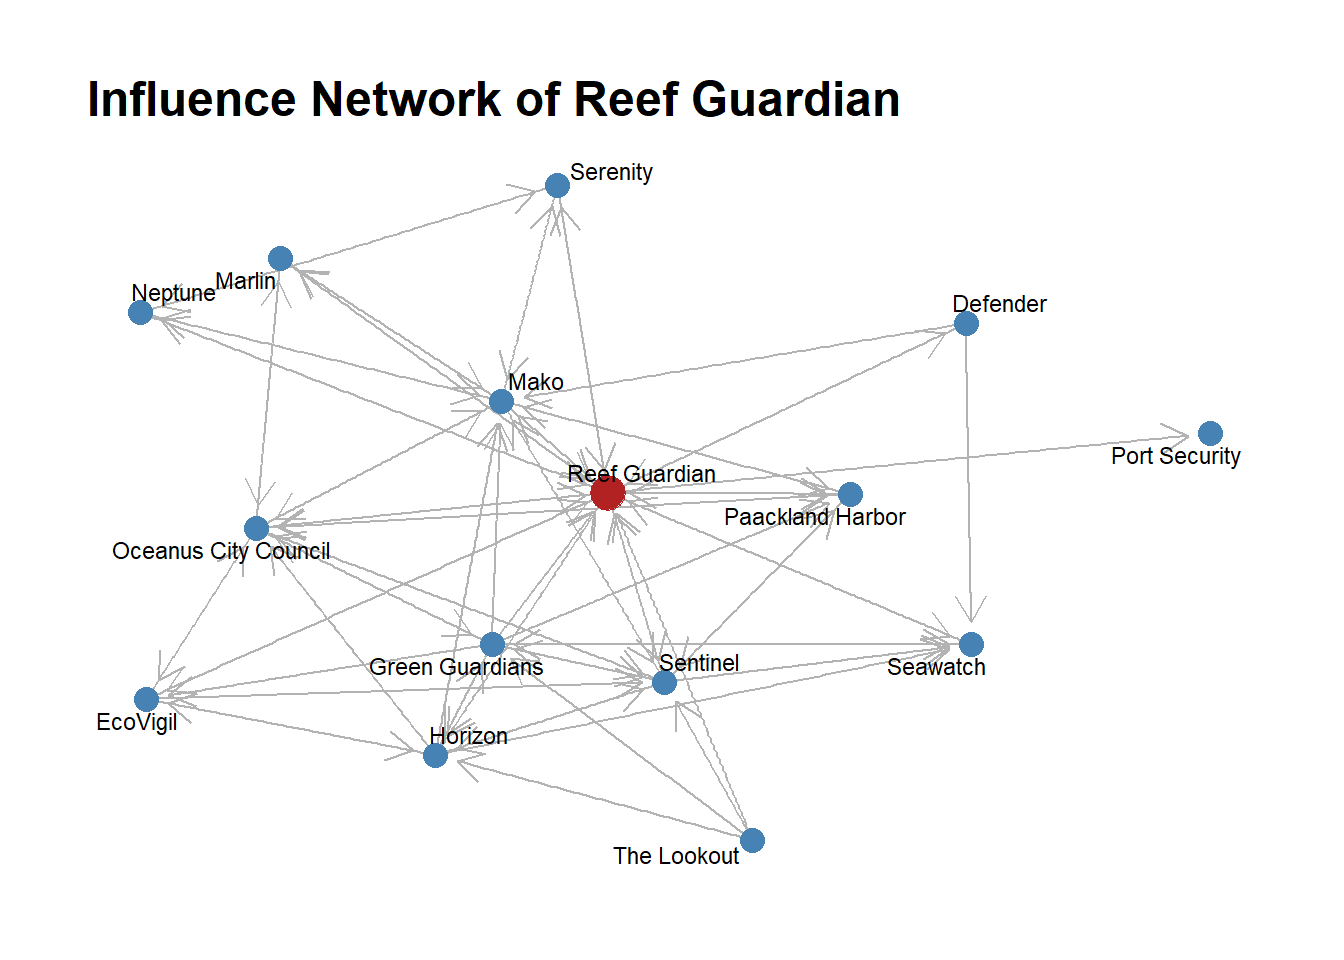 Influence Network of Reef Guardian
Serenity
Marlin
Neptune
Defender
Mako
Port Security
Reef Guardian
Paackland Harbor
Oceanus City Council
Green Guardians
Sentinel
Seawatch
EcoVigil
Horizon
The Lookout